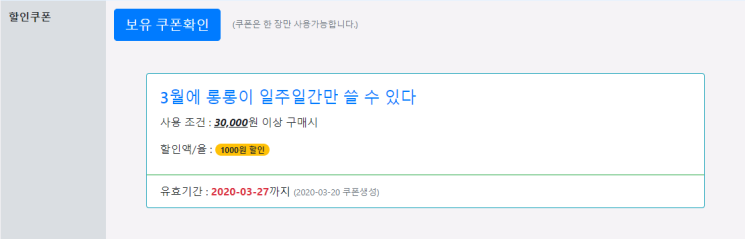 할인쿠폰
보유 쿠폰확인 (쿠폰은 한 장만 사용가능합니다.)
3월에 롱롱이 일주일간만 쓸 수 있다
사용 조건 : 30,000원 이상 구매시
할인액/율 : 1000원 할인
유효기간 : 2020-03-27까지 (2020-03-20 쿠폰생성)